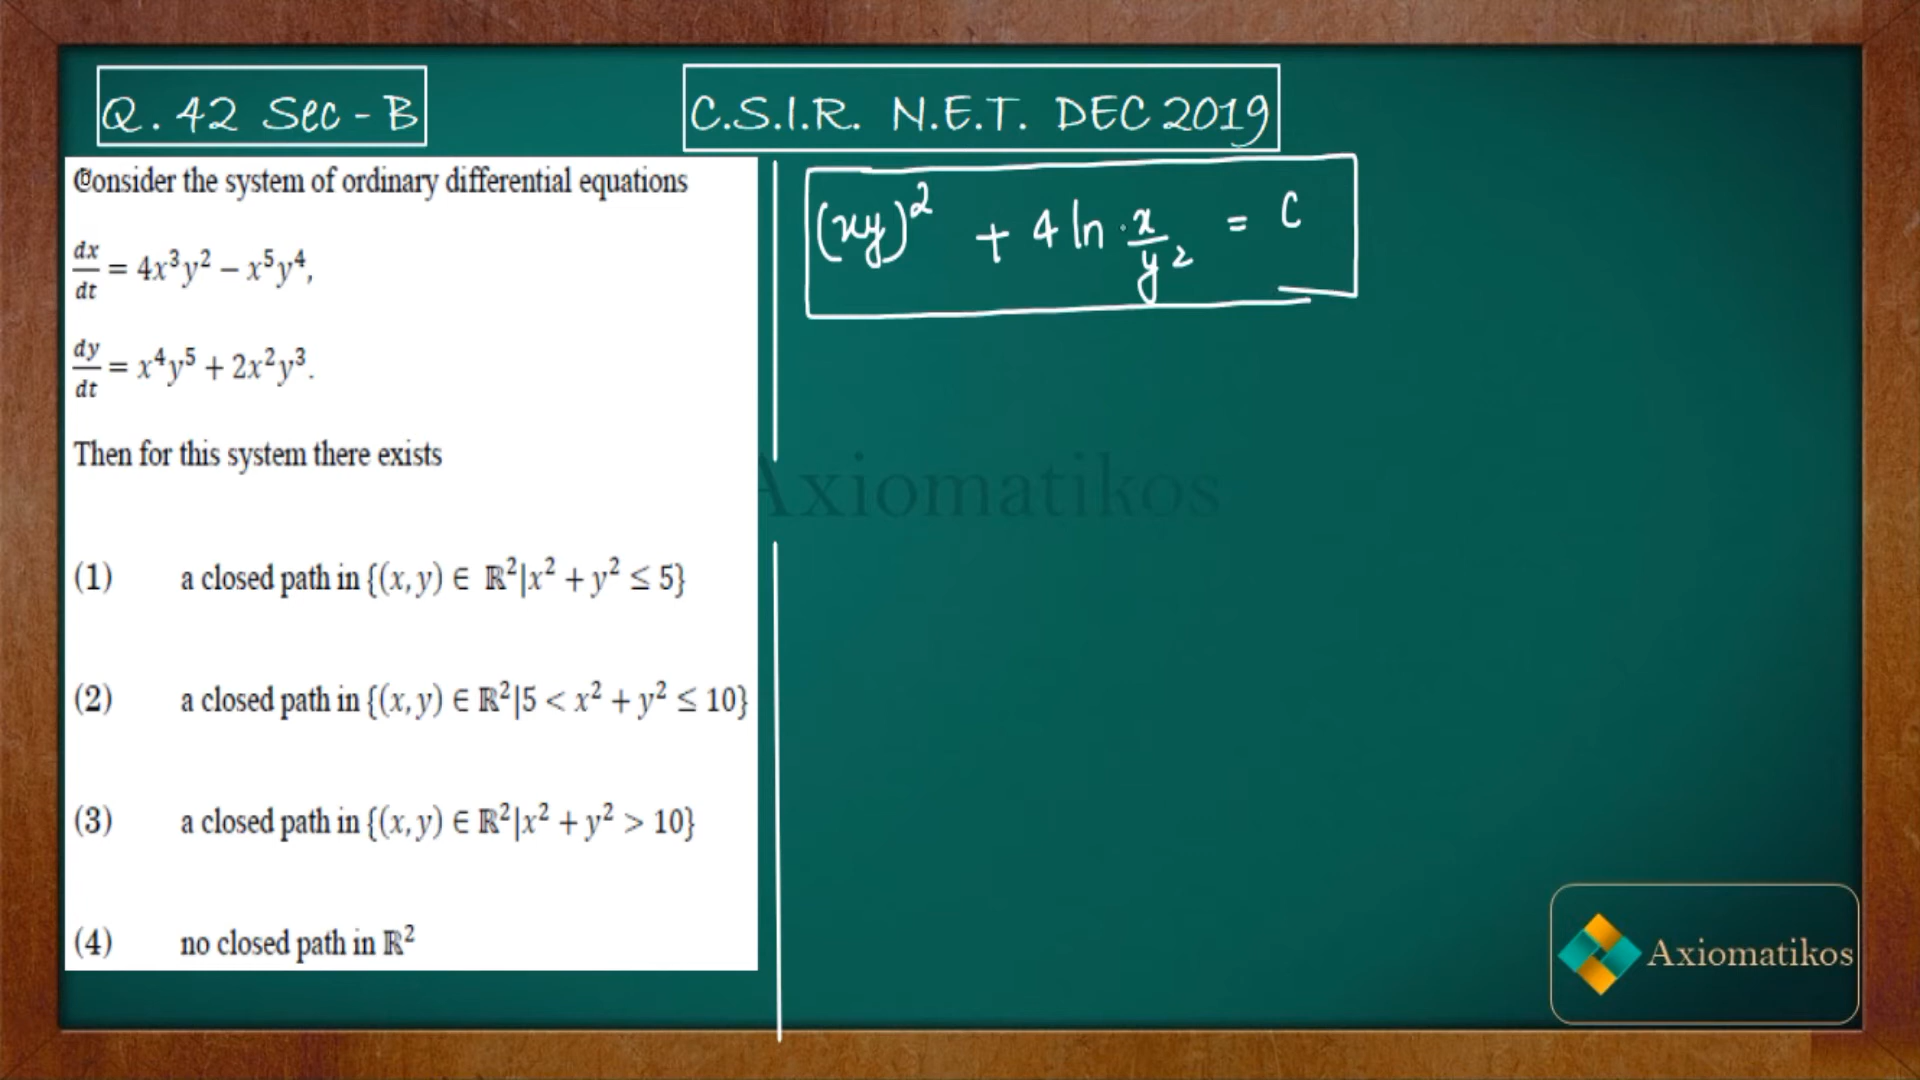 Q. 42 Sec - B
C.S.I.R. N.E.T. DEC 2019
Consider the system of ordinary differential equations
dx/dt = 4x³y² − x⁵y⁴,
dy/dt = x⁴y⁵ + 2x²y³.
Then for this system there exists
(1) a closed path in {(x, y) ∈ ℝ²|x² + y² ≤ 5}
(2) a closed path in {(x, y) ∈ ℝ²|5 < x² + y² ≤ 10}
(3) a closed path in {(x, y) ∈ ℝ²|x² + y² > 10}
(4) no closed path in ℝ²
(xy)² + 4 ln x/y² = C
Axiomatikos
Axiomatikos